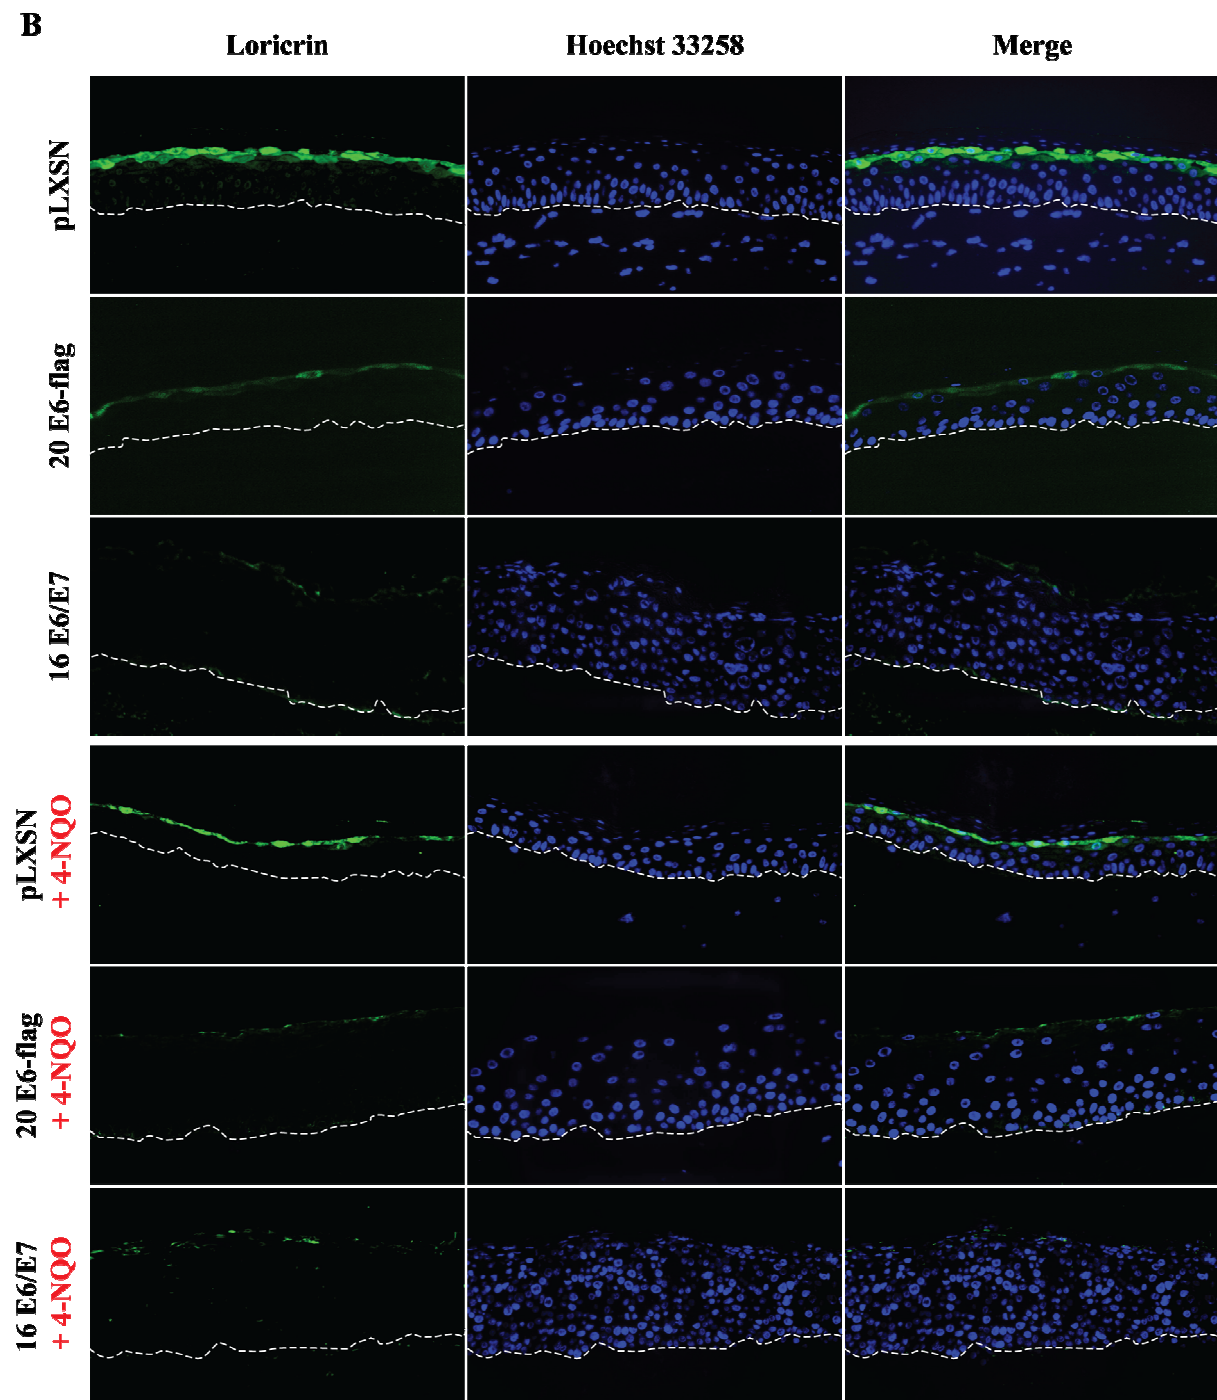 B
Loricrin
Hoechst 33258
Merge
pLXSN
20 E6-flag
16 E6/E7
pLXSN
+ 4-NQO
20 E6-flag
+ 4-NQO
16 E6/E7
+ 4-NQO